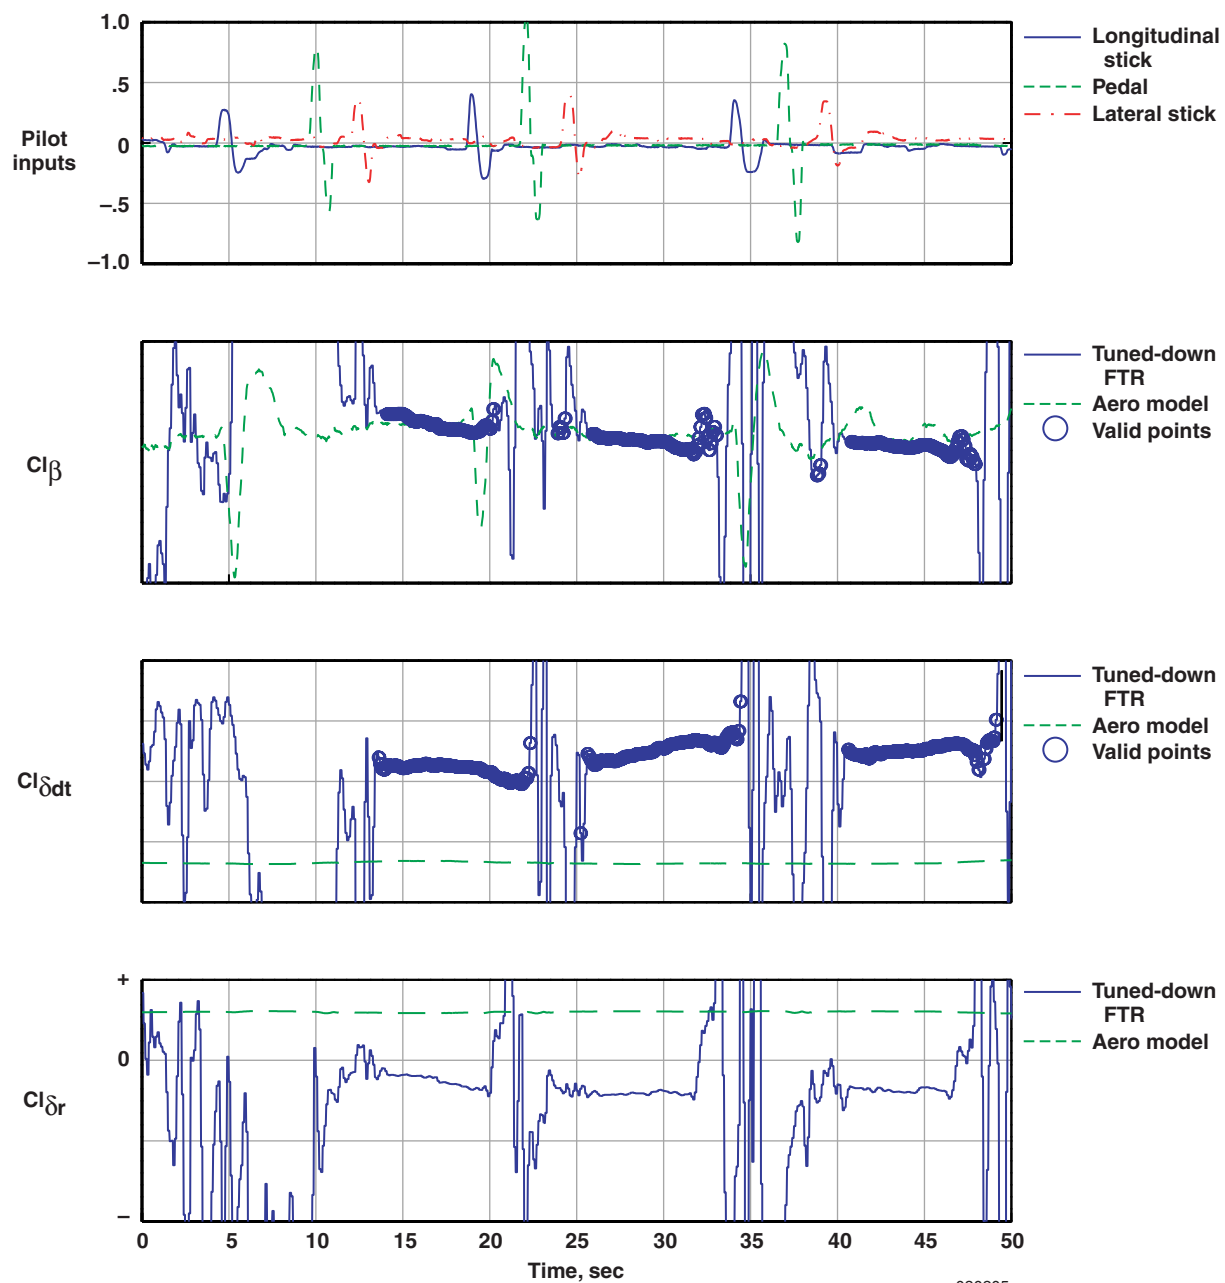 1.0
.5
0
–.5
–1.0
Pilot
inputs
Longitudinal
stick
Pedal
Lateral stick
Clβ
Tuned-down
FTR
Aero model
Valid points
Clδdt
Tuned-down
FTR
Aero model
Valid points
+
0
–
Clδr
Tuned-down
FTR
Aero model
0 5 10 15 20 25 30 35 40 45 50
Time, sec